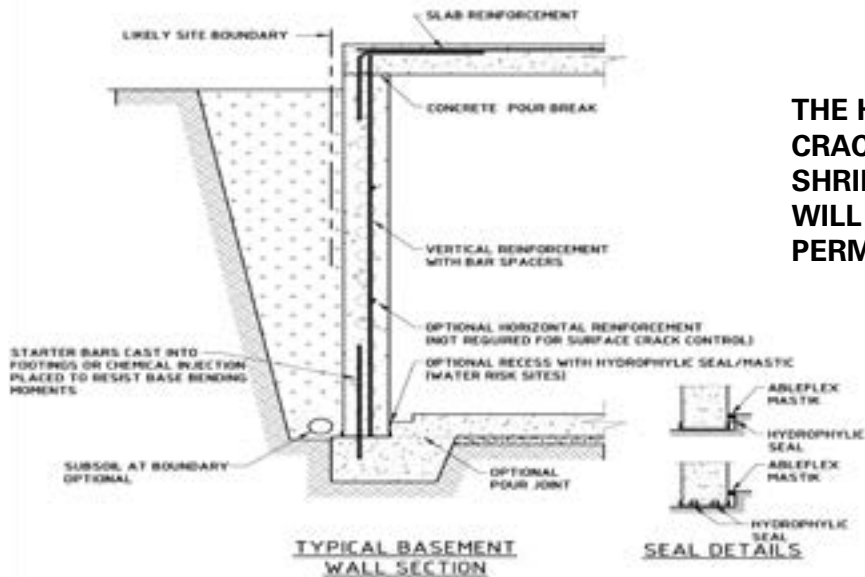 SLAB REINFORCEMENT
LIKELY SITE BOUNDARY
CONCRETE POUR BREAK
VERTICAL REINFORCEMENT
WITH BAR SPACERS
OPTIONAL HORIZONTAL REINFORCEMENT
(NOT REQUIRED FOR SURFACE CRACK CONTROL)
STARTER BARS CAST INTO
FOOTINGS OR CHEMICAL INJECTION
PLACED TO RESIST BASE BENDING
MOMENTS
OPTIONAL RECESS WITH HYDROPHYLIC SEAL/MASTIC
(WATER RISK SITES)
SUBSOIL AT BOUNDARY
OPTIONAL
OPTIONAL
POUR JOINT
TYPICAL BASEMENT
WALL SECTION
ABLEFLEX
MASTIK
HYDROPHYLIC
SEAL
ABLEFLEX
MASTIK
HYDROPHYLIC
SEAL
SEAL DETAILS
THE
CRAC
SHRI
WILL
PERM